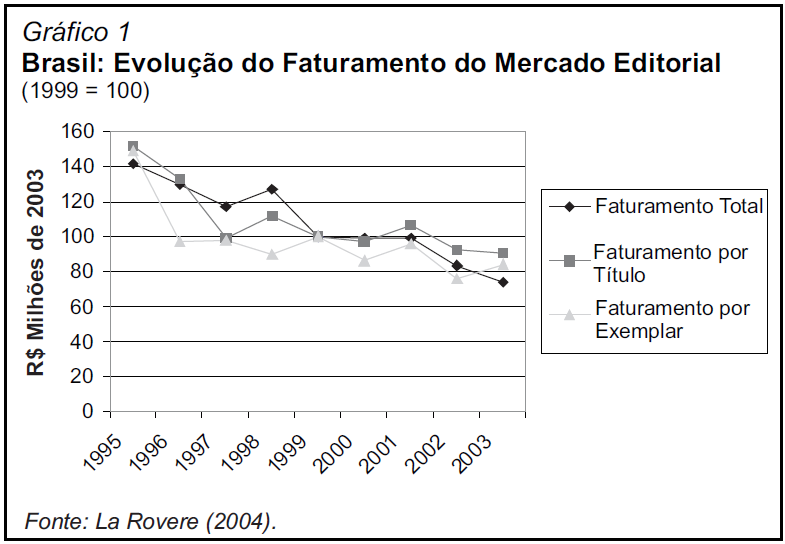 Gráfico 1
Brasil: Evolução do Faturamento do Mercado Editorial
(1999 = 100)
R$ Milhões de 2003
160
140
120
100
80
60
40
20
0
1995
1996
1997
1998
1999
2000
2001
2002
2003
Faturamento Total
Faturamento por
Título
Faturamento por
Exemplar
Fonte: La Rovere (2004).